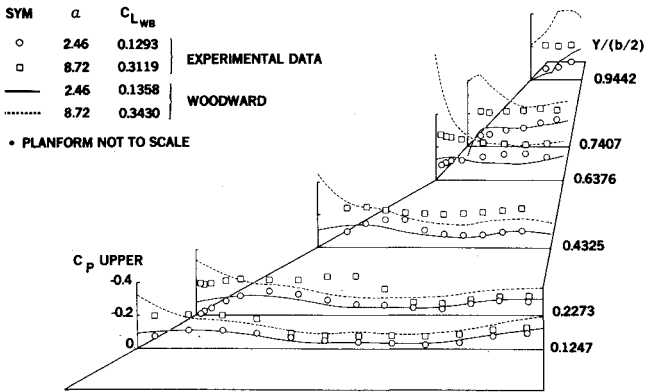 SYM α C_L_WB
○ 2.46 0.1293
□ 8.72 0.3119
EXPERIMENTAL DATA
2.46 0.1358
8.72 0.3430
WOODWARD
• PLANFORM NOT TO SCALE
Y/(b/2)
0.9442
0.7407
0.6376
0.4325
0.2273
0.1247
C_P UPPER
-0.4
-0.2
0